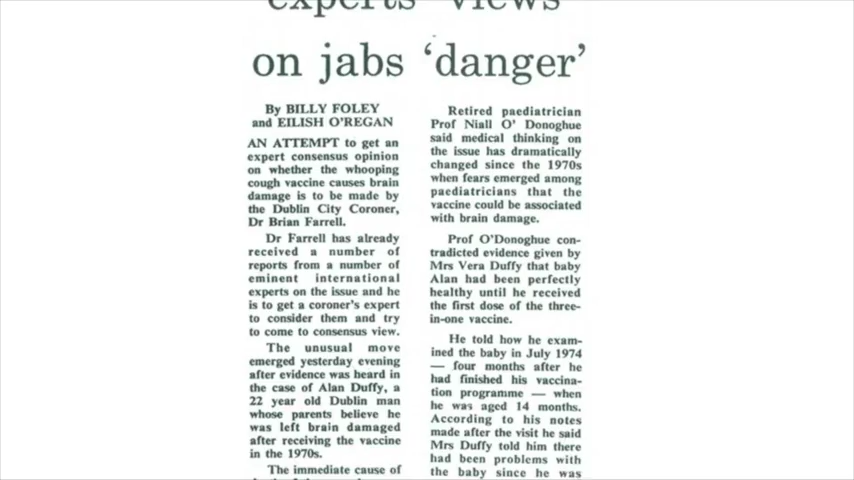 experts' views
on jabs 'danger'
By BILLY FOLEY
and EILISH O'REGAN
AN ATTEMPT to get an
expert consensus opinion
on whether the whooping
cough vaccine causes brain
damage is to be made by
the Dublin City Coroner,
Dr Brian Farrell.
Dr Farrell has already
received a number of
reports from a number of
eminent international
experts on the issue and he
is to get a coroner's expert
to consider them and try
to come to consensus view.
The unusual move
emerged yesterday evening
after evidence was heard in
the case of Alan Duffy, a
22 year old Dublin man
whose parents believe he
was left brain damaged
after receiving the vaccine
in the 1970s.
The immediate cause of
Retired paediatrician
Prof Niall O' Donoghue
said medical thinking on
the issue has dramatically
changed since the 1970s
when fears emerged among
paediatricians that the
vaccine could be associated
with brain damage.
Prof O'Donoghue con-
tradicted evidence given by
Mrs Vera Duffy that baby
Alan had been perfectly
healthy until he received
the first dose of the three-
in-one vaccine.
He told how he exam-
ined the baby in July 1974
— four months after he
had finished his vaccina-
tion programme — when
he was aged 14 months.
According to his notes
made after the visit he said
Mrs Duffy told him there
had been problems with
the baby since he was